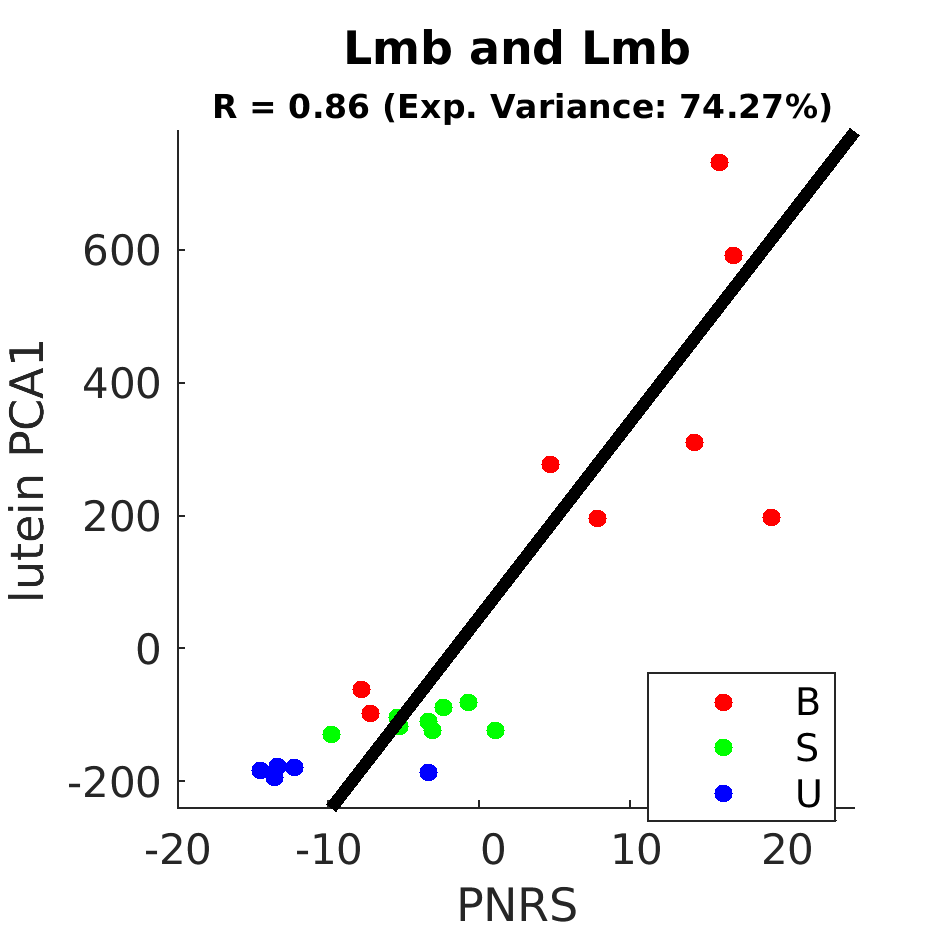 Lmb and Lmb
R = 0.86 (Exp. Variance: 74.27%)
lutein PCA1
600
400
200
0
-200
-20
-10
0
10
20
PNRS
B
S
U